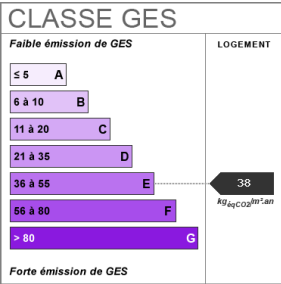 CLASSE GES
Faible émission de GES
LOGEMENT
≤ 5 A
6 à 10 B
11 à 20 C
21 à 35 D
36 à 55 E
38
kgéqCO2/m².an
56 à 80 F
> 80 G
Forte émission de GES